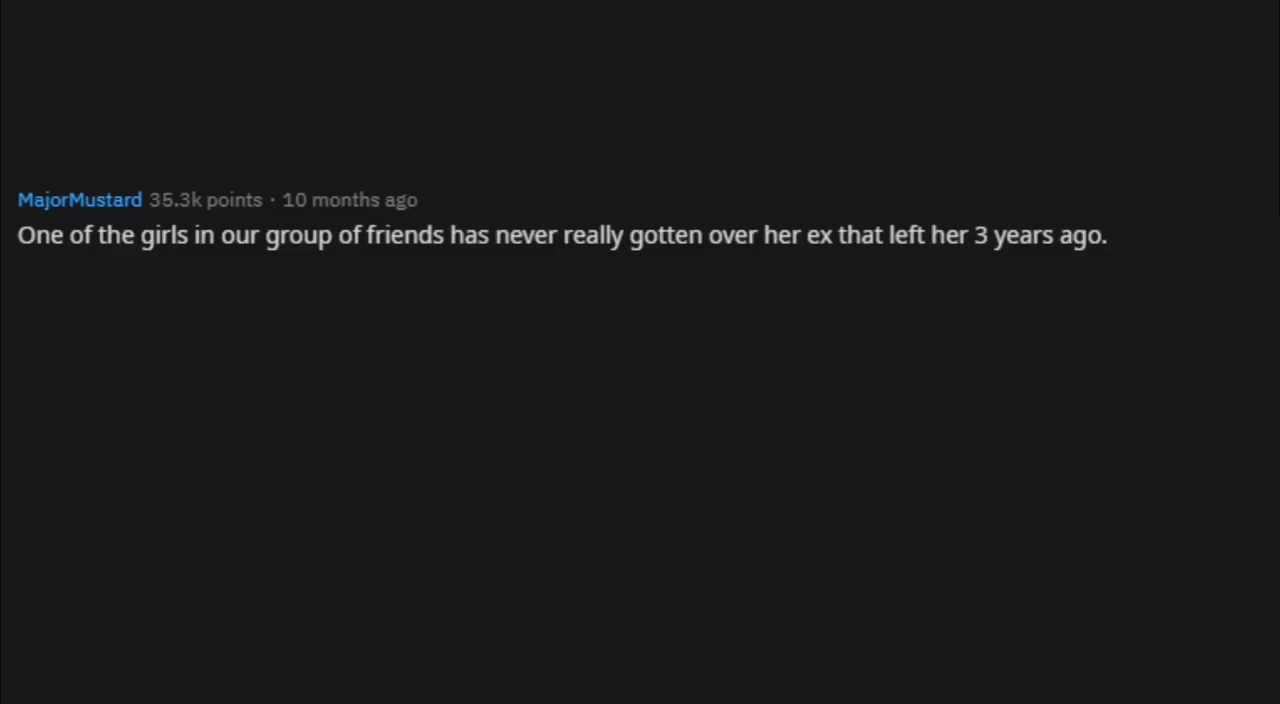 MajorMustard 35.3k points · 10 months ago
One of the girls in our group of friends has never really gotten over her ex that left her 3 years ago.